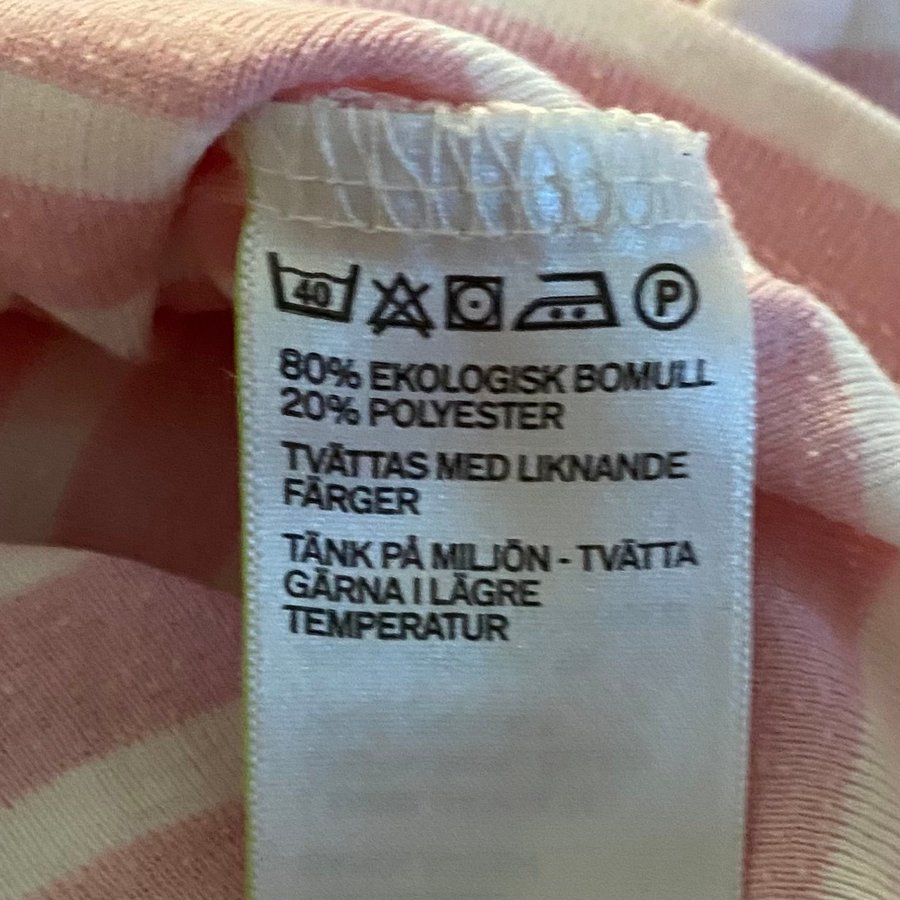 40 P
80% EKOLOGISK BOMULL
20% POLYESTER
TVÄTTAS MED LIKNANDE
FÄRGER
TÄNK PÅ MILJÖN - TVÄTTA
GÄRNA I LÄGRE
TEMPERATUR